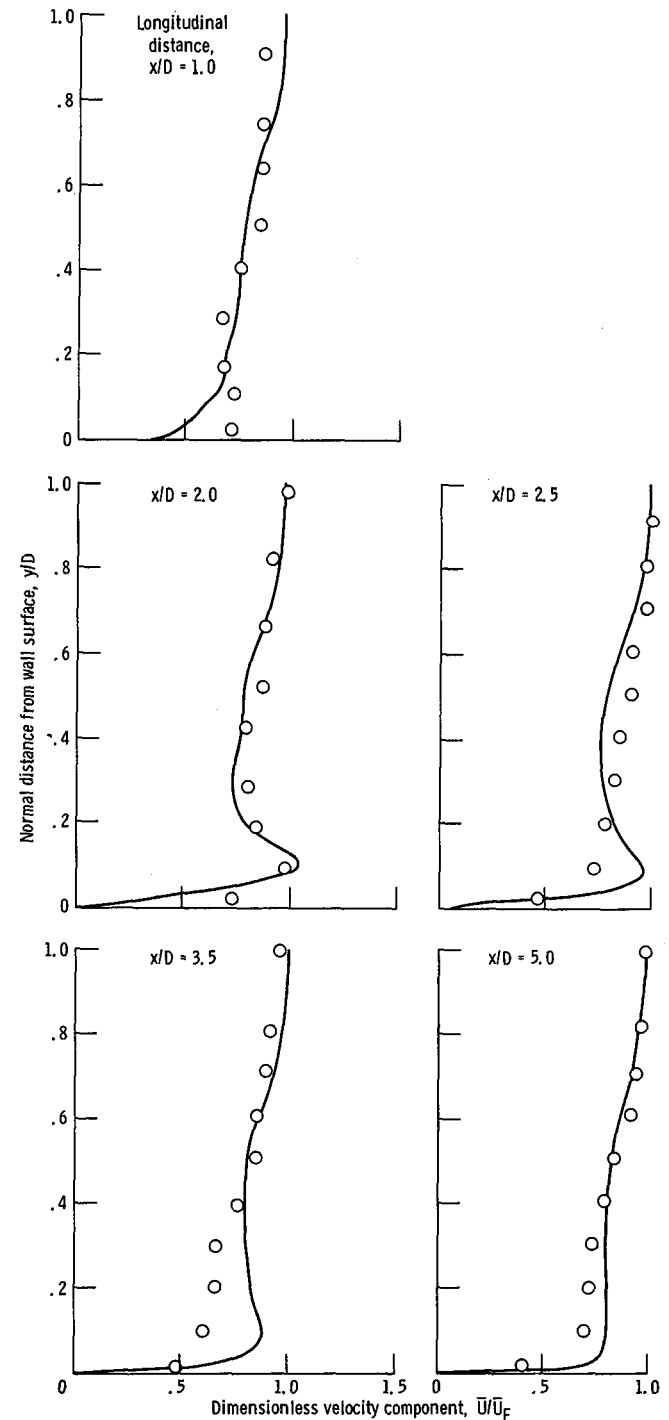 1.0
Longitudinal
distance,
x/D = 1.0
.8
.6
.4
.2
0
Normal distance from wall surface, y/D
1.0
x/D = 2.0
.8
.6
.4
.2
0
x/D = 2.5
1.0
x/D = 3.5
.8
.6
.4
.2
0
.5
1.0
1.5
x/D = 5.0
0
.5
1.0
Dimensionless velocity component, U̅/U̅F